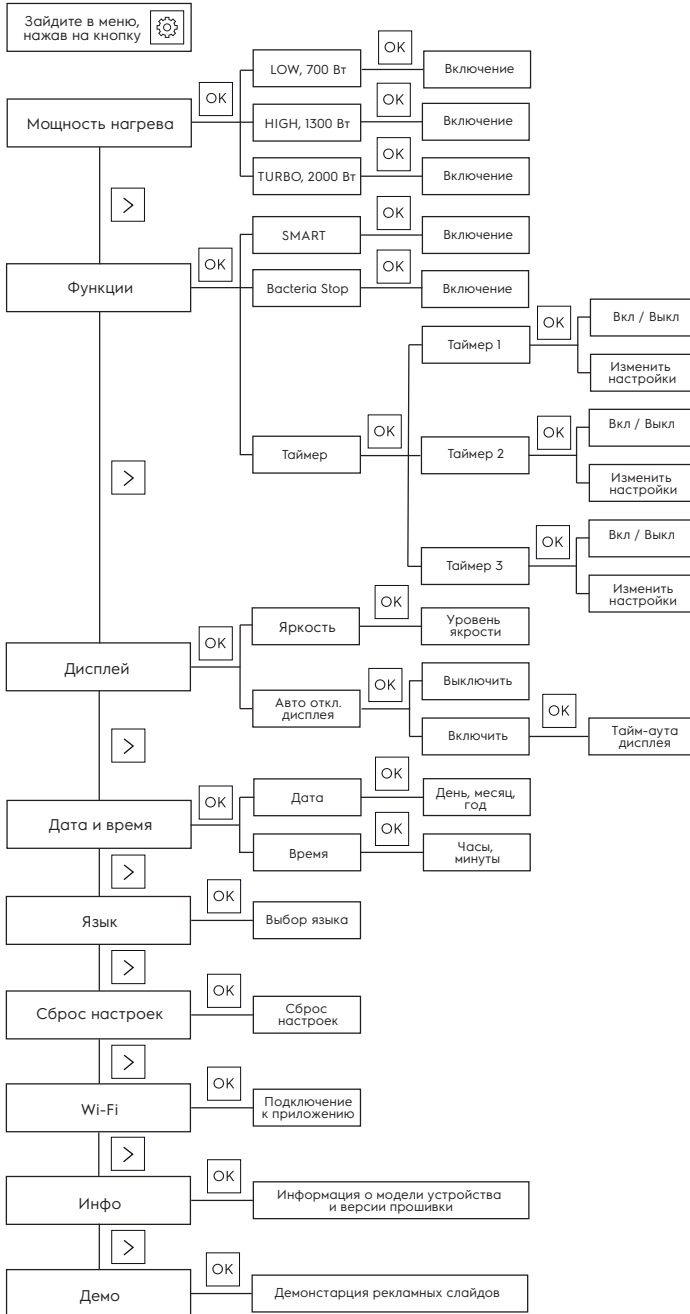 Зайдите в меню,
нажав на кнопку
Мощность нагрева
OK
LOW, 700 Вт
OK
Включение
HIGH, 1300 Вт
OK
Включение
TURBO, 2000 Вт
OK
Включение
>
Функции
OK
SMART
OK
Включение
Bacteria Stop
OK
Включение
Таймер
OK
Таймер 1
OK
Вкл / Выкл
Изменить
настройки
Таймер 2
OK
Вкл / Выкл
Изменить
настройки
Таймер 3
OK
Вкл / Выкл
Изменить
настройки
>
Дисплей
OK
Яркость
OK
Уровень
якрости
Авто откл.
дисплея
OK
Выключить
Включить
OK
Тайм-аута
дисплея
>
Дата и время
OK
Дата
OK
День, месяц,
год
Время
OK
Часы,
минуты
>
Язык
OK
Выбор языка
>
Сброс настроек
OK
Сброс
настроек
>
Wi-Fi
OK
Подключение
к приложению
>
Инфо
OK
Информация о модели устройства
и версии прошивки
>
Демо
OK
Демонстарция рекламных слайдов